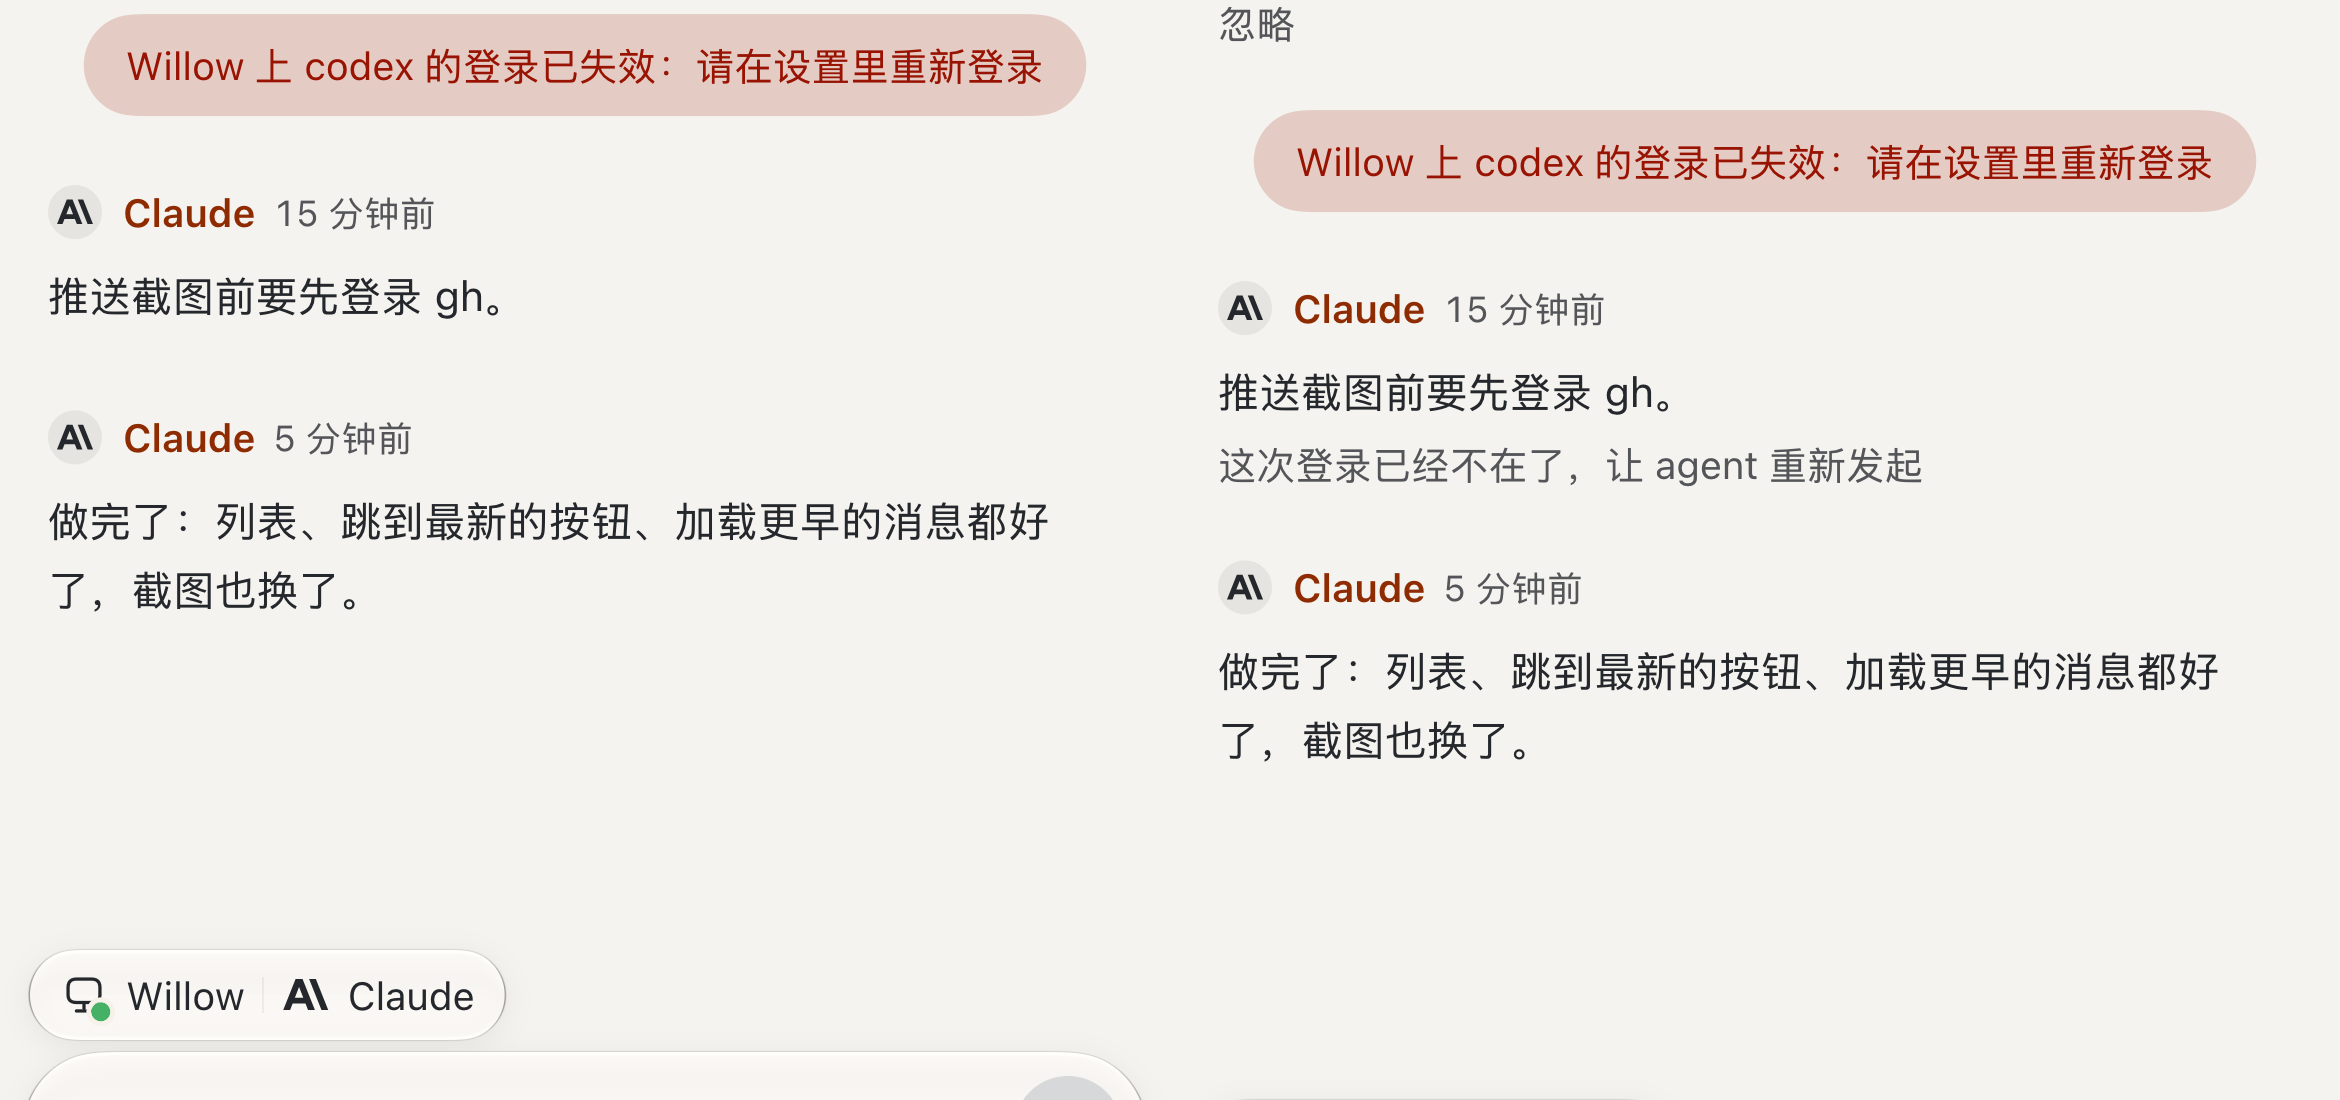 Willow 上 codex 的登录已失效：请在设置里重新登录
Claude 15 分钟前
推送截图前要先登录 gh。
Claude 5 分钟前
做完了：列表、跳到最新的按钮、加载更早的消息都好
了，截图也换了。
Willow Claude
忽略
Willow 上 codex 的登录已失效：请在设置里重新登录
Claude 15 分钟前
推送截图前要先登录 gh。
这次登录已经不在了，让 agent 重新发起
Claude 5 分钟前
做完了：列表、跳到最新的按钮、加载更早的消息都好
了，截图也换了。